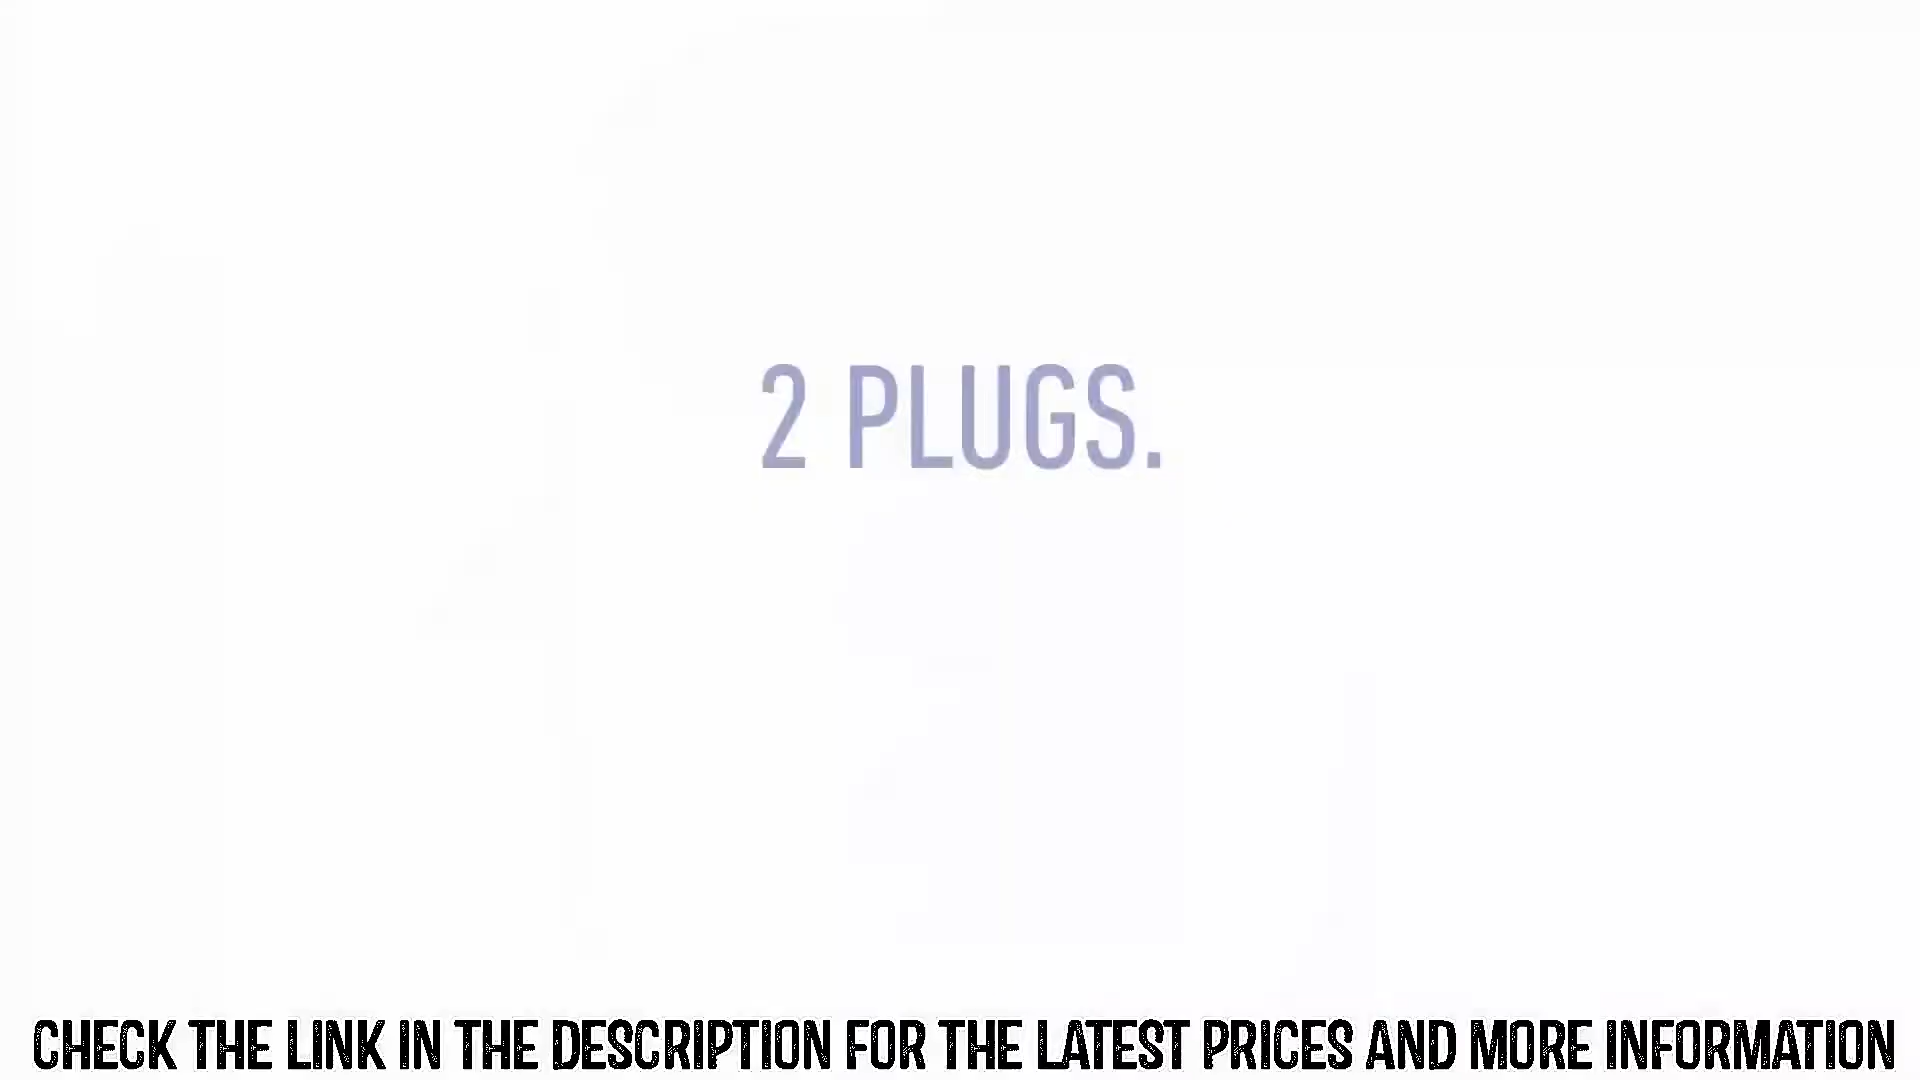 2 PLUGS.
CHECK THE LINK IN THE DESCRIPTION FOR THE LATEST PRICES AND MORE INFORMATION